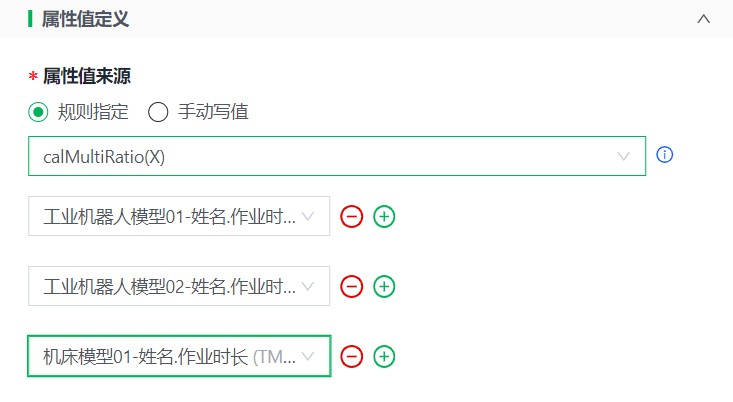 属性值定义
* 属性值来源
规则指定 手动写值
calMultiRatio(X)
工业机器人模型01-姓名.作业时...
工业机器人模型02-姓名.作业时...
机床模型01-姓名.作业时长 (TM...